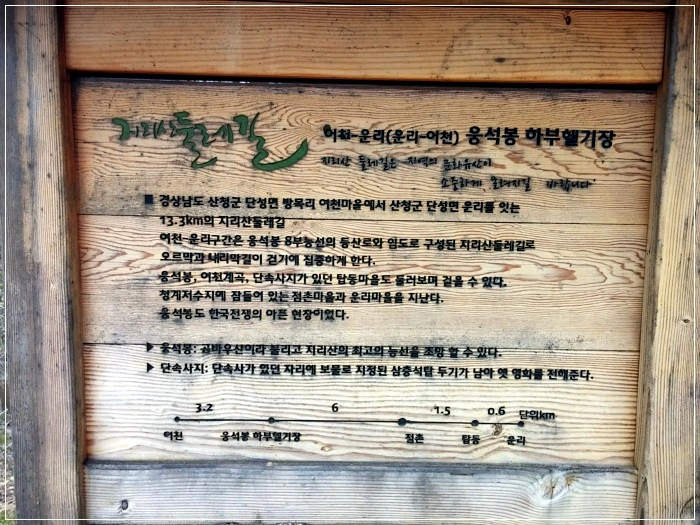 지리산둘레길
어천-운리(운리-어천) 웅석봉 하부헬기장
지리산 둘레길은 지역의 문화유산이
소중하게 보여지길 바랍니다
■ 경상남도 산청군 단성면 방목리 어천마을에서 산청군 단성면 운리를 잇는
13.3km의 지리산둘레길
어천-운리구간은 웅석봉 8부능선의 등산로와 임도로 구성된 지리산둘레길로
오르막과 내리막길이 걷기에 집중하게 한다.
웅석봉, 어천계곡, 단속사지가 있던 탑동마을도 둘러보며 걸을 수 있다.
청계저수지에 잠들어 있는 점촌마을과 운리마을을 지난다.
웅석봉도 한국전쟁의 아픈 현장이었다.
▶ 웅석봉: 곰바우산이라 불리고 지리산의 최고의 능선을 조망 할 수 있다.
▶ 단속사지: 단속사가 있던 자리에 보물로 지정된 삼층석탑 두기가 남아 옛 영화를 전해준다.
3.2 6 1.5 0.6 단위km
어천 웅석봉 하부헬기장 점촌 탑동 운리